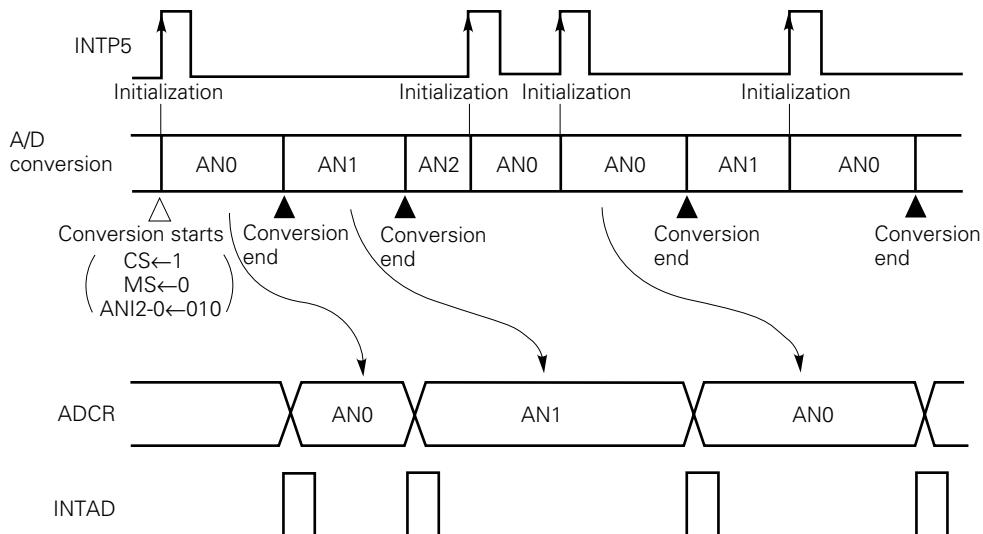 INTP5
Initialization
Initialization
Initialization
Initialization
A/D
conversion
AN0
AN1
AN2
AN0
AN0
AN1
AN0
Conversion starts
CS←1
MS←0
ANI2-0←010
Conversion
end
Conversion
end
Conversion
end
Conversion
end
ADCR
AN0
AN1
AN0
INTAD